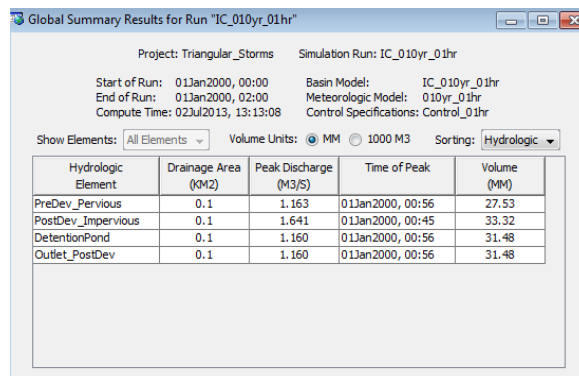 Global Summary Results for Run "IC_010yr_01hr"
Project: Triangular_Storms Simulation Run: IC_010yr_01hr
Start of Run: 01Jan2000, 00:00 Basin Model: IC_010yr_01hr
End of Run: 01Jan2000, 02:00 Meteorologic Model: 010yr_01hr
Compute Time: 02Jul2013, 13:13:08 Control Specifications: Control_01hr
Show Elements: All Elements Volume Units: MM 1000 M3 Sorting: Hydrologic
Hydrologic Drainage Area Peak Discharge Time of Peak Volume
Element (KM2) (M3/S) (MM)
PreDev_Pervious 0.1 1.163 01Jan2000, 00:56 27.53
PostDev_Impervious 0.1 1.641 01Jan2000, 00:45 33.32
DetentionPond 0.1 1.160 01Jan2000, 00:56 31.48
Outlet_PostDev 0.1 1.160 01Jan2000, 00:56 31.48